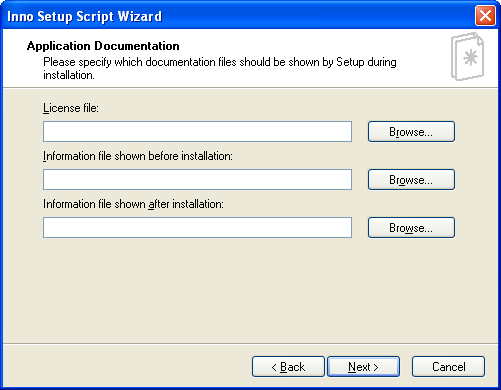 Inno Setup Script Wizard
Application Documentation
Please specify which documentation files should be shown by Setup during
installation.
License file:
Browse...
Information file shown before installation:
Browse...
Information file shown after installation:
Browse...
< Back
Next >
Cancel